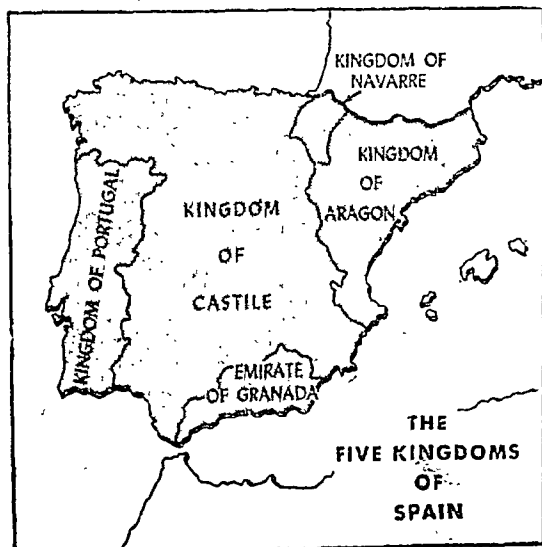 KINGDOM OF
NAVARRE
KINGDOM
OF
ARAGON
KINGDOM OF PORTUGAL
KINGDOM
OF
CASTILE
EMIRATE
OF GRANADA
THE
FIVE KINGDOMS
OF
SPAIN